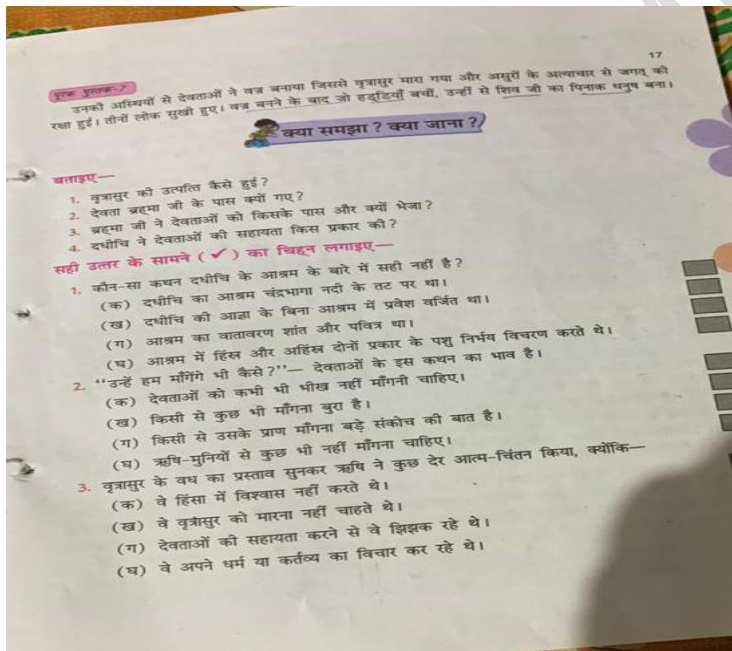 17
पूरक पुस्तक-7
उनकी अस्थियों से देवताओं ने वज्र बनाया जिससे वृत्रासुर मारा गया और असुरों के अत्याचार से जगत् की
रक्षा हुई। तीनों लोक सुखी हुए। वज्र बनने के बाद जो हड्डियाँ बचीं, उन्हीं से शिव जी का पिनाक धनुष बना।
क्या समझा ? क्या जाना ?
बताइए—
1. वृत्रासुर की उत्पत्ति कैसे हुई ?
2. देवता ब्रह्मा जी के पास क्यों गए ?
3. ब्रह्मा जी ने देवताओं को किसके पास और क्यों भेजा ?
4. दधीचि ने देवताओं की सहायता किस प्रकार की ?
सही उत्तर के सामने ( ✓ ) का चिह्न लगाइए—
1. कौन-सा कथन दधीचि के आश्रम के बारे में सही नहीं है ?
(क) दधीचि का आश्रम चंद्रभागा नदी के तट पर था।
(ख) दधीचि की आज्ञा के बिना आश्रम में प्रवेश वर्जित था।
(ग) आश्रम का वातावरण शांत और पवित्र था।
(घ) आश्रम में हिंस्र और अहिंस्र दोनों प्रकार के पशु निर्भय विचरण करते थे।
2. “उन्हें हम माँगेंगे भी कैसे ?”— देवताओं के इस कथन का भाव है।
(क) देवताओं को कभी भी भीख नहीं माँगनी चाहिए।
(ख) किसी से कुछ भी माँगना बुरा है।
(ग) किसी से उसके प्राण माँगना बड़े संकोच की बात है।
(घ) ऋषि-मुनियों से कुछ भी नहीं माँगना चाहिए।
3. वृत्रासुर के वध का प्रस्ताव सुनकर ऋषि ने कुछ देर आत्म-चिंतन किया, क्योंकि—
(क) वे हिंसा में विश्वास नहीं करते थे।
(ख) वे वृत्रासुर को मारना नहीं चाहते थे।
(ग) देवताओं की सहायता करने से वे झिझक रहे थे।
(घ) वे अपने धर्म या कर्तव्य का विचार कर रहे थे।